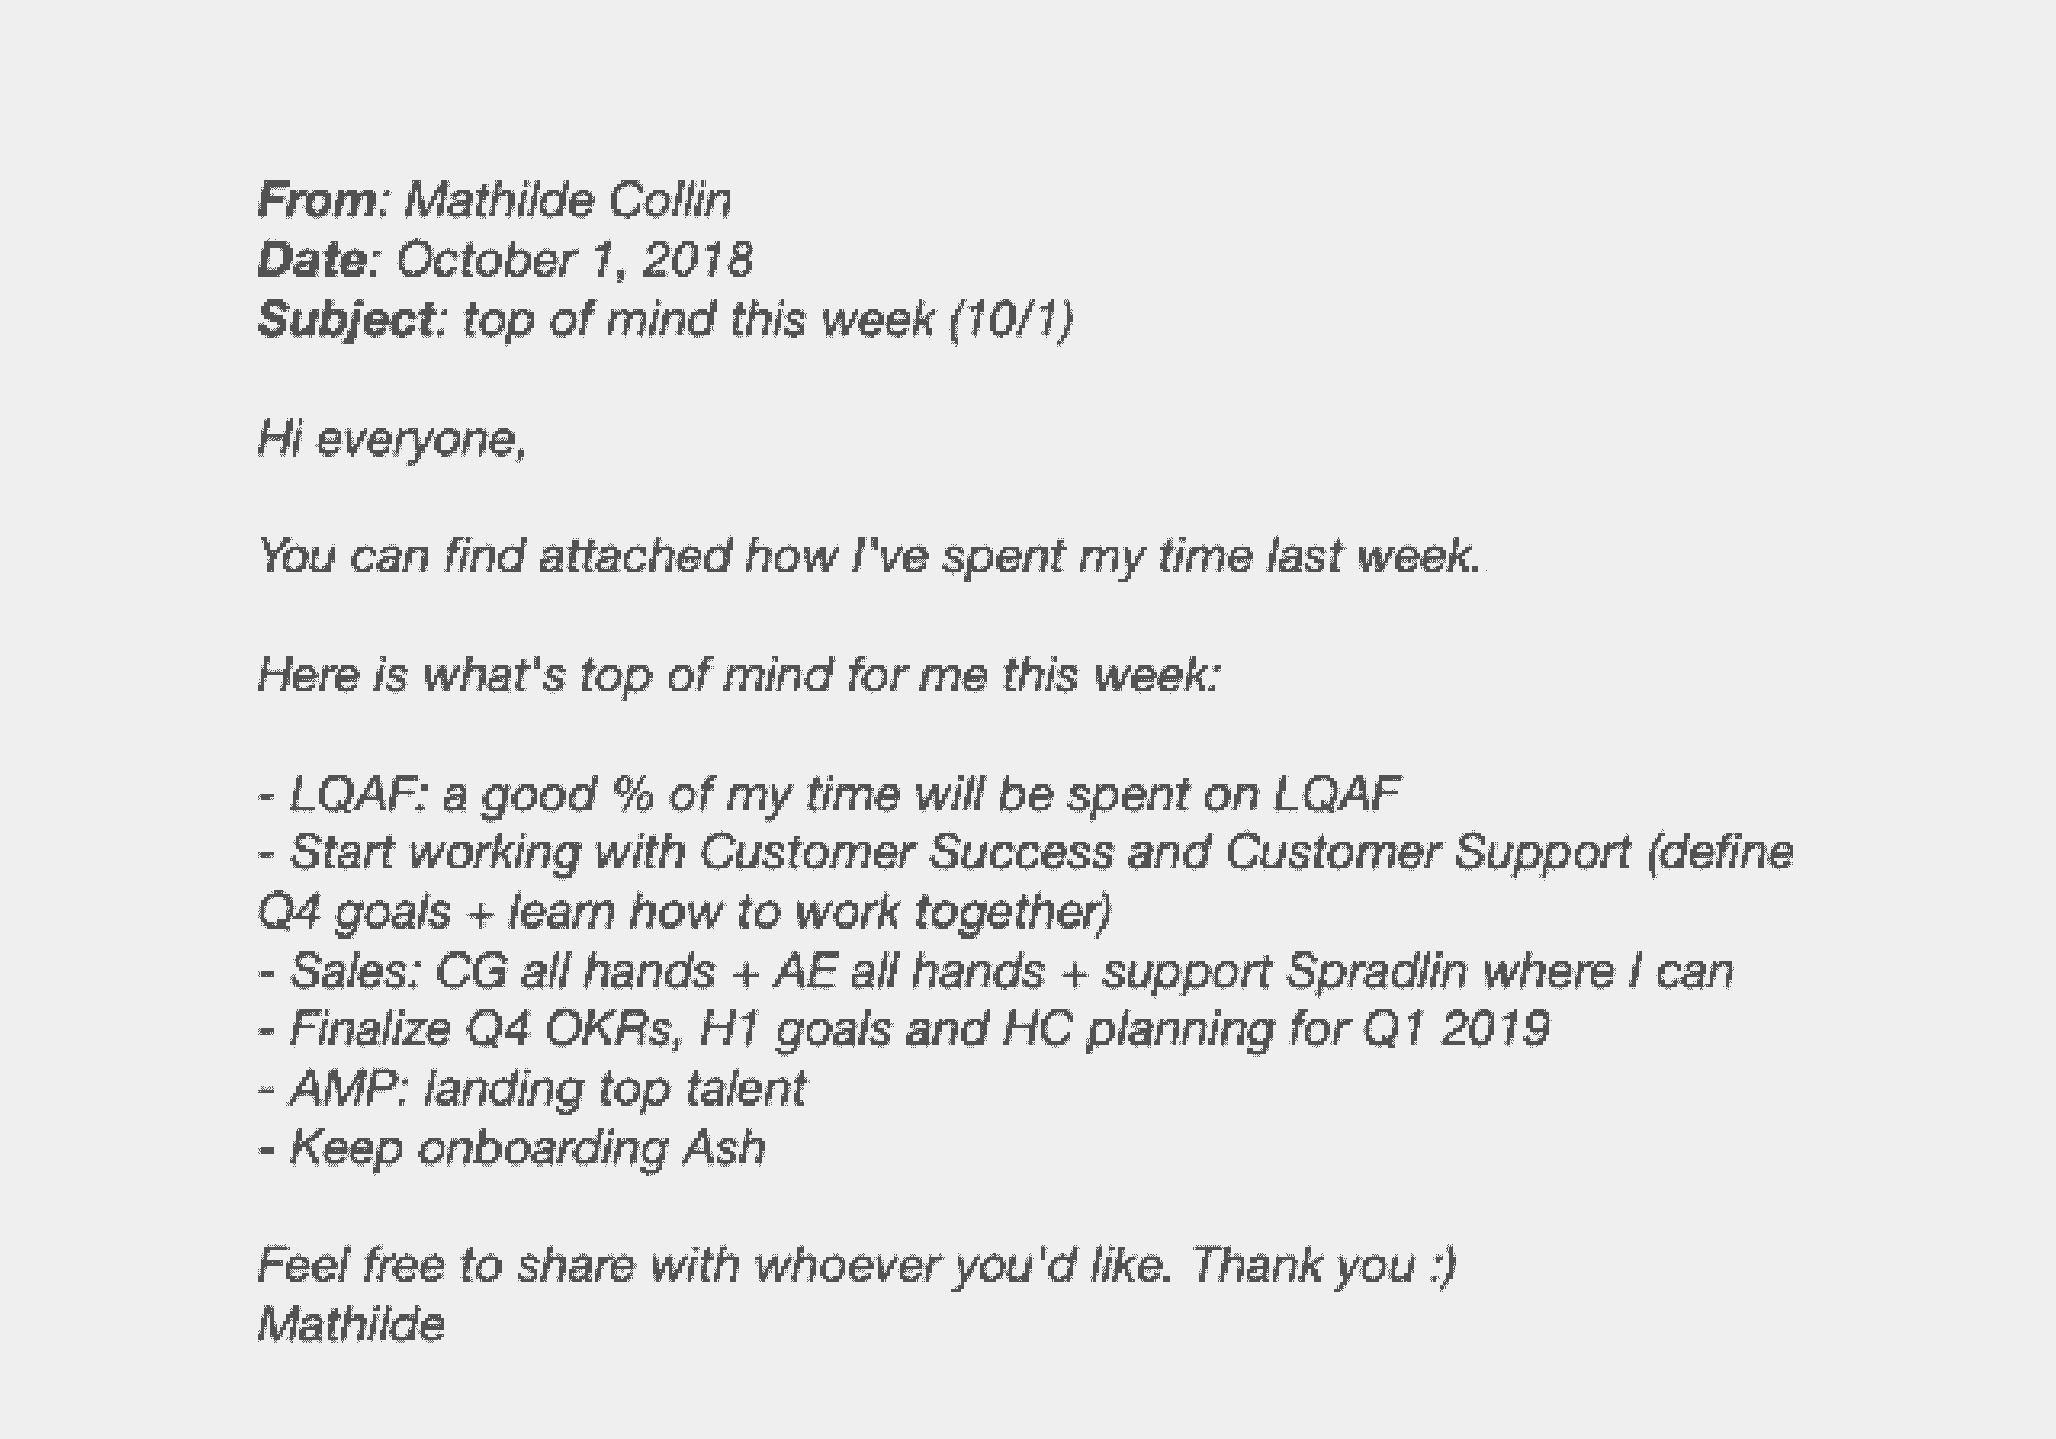 From: Mathilde Collin
Date: October 1, 2018
Subject: top of mind this week (10/1)
Hi everyone,
You can find attached how I've spent my time last week.
Here is what's top of mind for me this week:
- LQAF: a good % of my time will be spent on LQAF
- Start working with Customer Success and Customer Support (define
Q4 goals + learn how to work together)
- Sales: CG all hands + AE all hands + support Spradlin where I can
- Finalize Q4 OKRs, H1 goals and HC planning for Q1 2019
- AMP: landing top talent
- Keep onboarding Ash
Feel free to share with whoever you'd like. Thank you :)
Mathilde